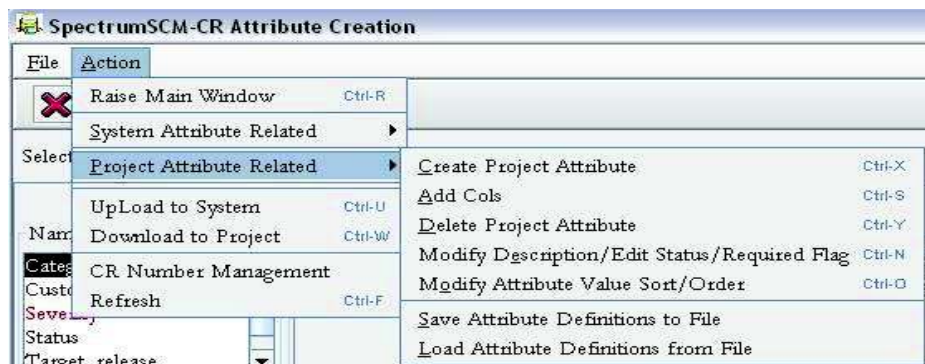 SpectrumSCM-CR Attribute Creation
File Action
Raise Main Window Ctrl-R
System Attribute Related
Project Attribute Related
UpLoad to System Ctrl-U
Download to Project Ctrl-W
CR Number Management
Refresh Ctrl-F
Create Project Attribute Ctrl-X
Add Cols Ctrl-S
Delete Project Attribute Ctrl-Y
Modify Description/Edit Status/Required Flag Ctrl-N
Modify Attribute Value Sort/Order Ctrl-O
Save Attribute Definitions to File
Load Attribute Definitions from File
Select
Nam
Categ
Custo
Status
Target_release